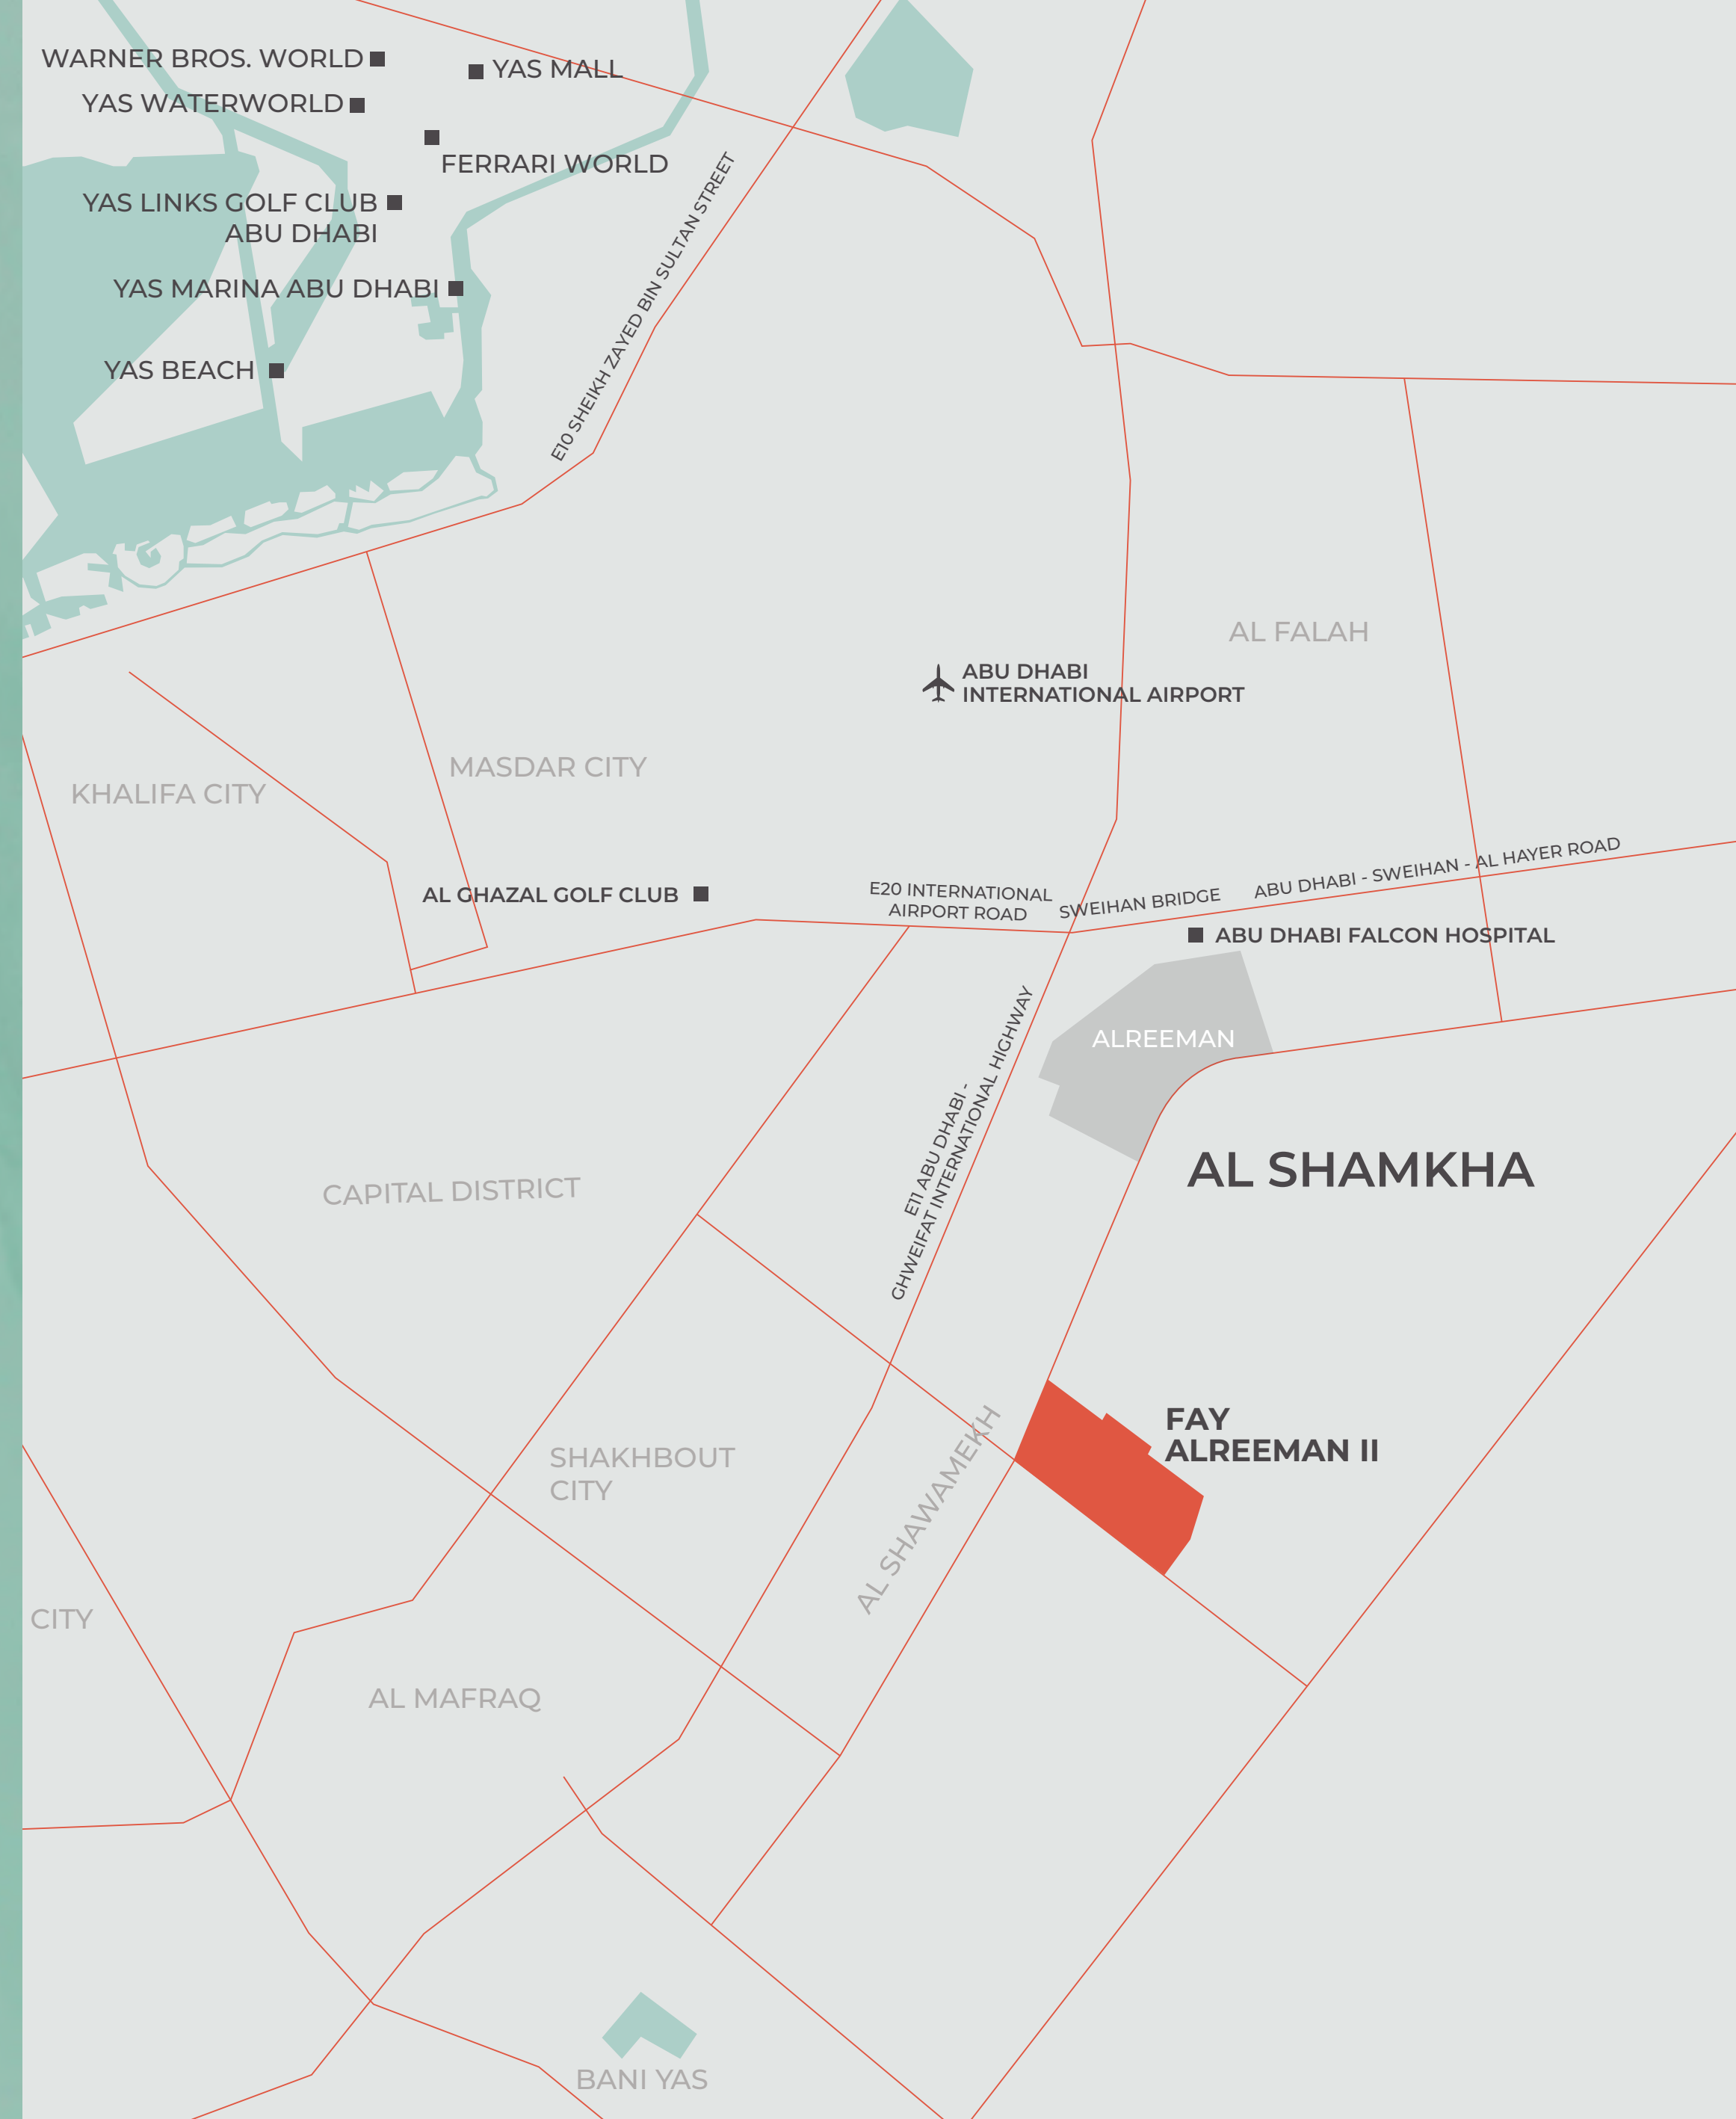 WARNER BROS. WORLD
YAS MALL
YAS WATERWORLD
FERRARI WORLD
YAS LINKS GOLF CLUB
ABU DHABI
YAS MARINA ABU DHABI
YAS BEACH
E10 SHEIKH ZAYED BIN SULTAN STREET
AL FALAH
ABU DHABI
INTERNATIONAL AIRPORT
MASDAR CITY
KHALIFA CITY
AL GHAZAL GOLF CLUB
E20 INTERNATIONAL
AIRPORT ROAD
SWEIHAN BRIDGE
ABU DHABI - SWEIHAN - AL HAYER ROAD
ABU DHABI FALCON HOSPITAL
ALREEMAN
E11 ABU DHABI -
GHWEIFAT INTERNATIONAL HIGHWAY
AL SHAMKHA
CAPITAL DISTRICT
FAY
ALREEMAN II
SHAKHBOUT
CITY
AL SHAWAMEKH
CITY
AL MAFRAQ
BANI YAS